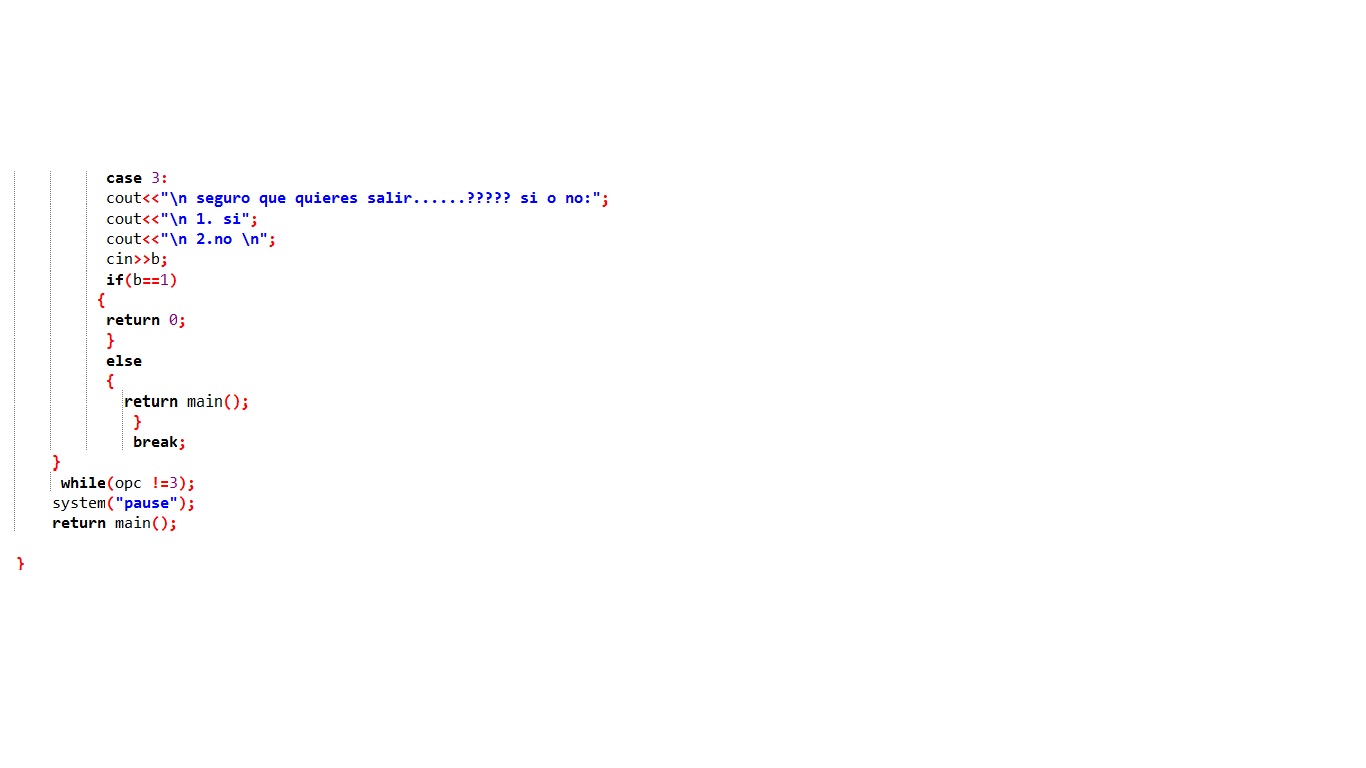 case 3:
cout<<"\n seguro que quieres salir......????? si o no:";
cout<<"\n 1. si";
cout<<"\n 2.no \n";
cin>>b;
if(b==1)
{
return 0;
}
else
{
return main();
}
break;
}
while(opc !=3);
system("pause");
return main();
}